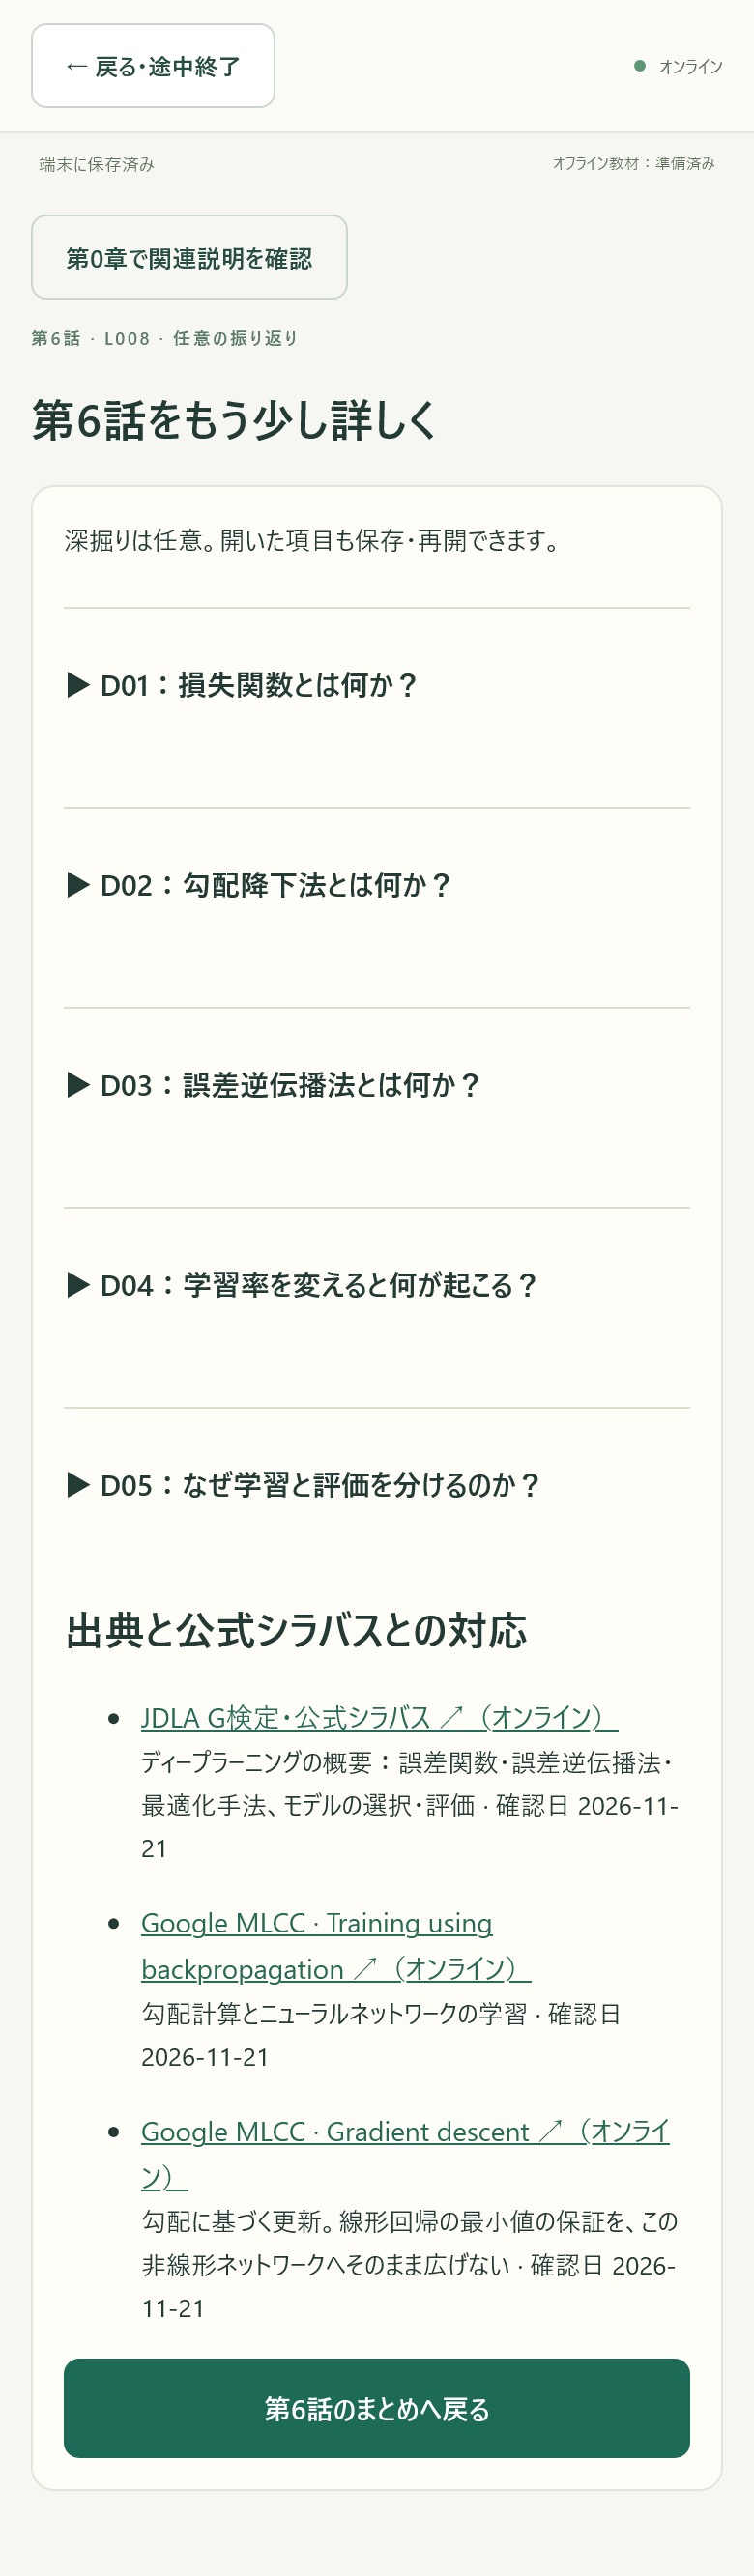 ← 戻る・途中終了
オンライン
端末に保存済み
オフライン教材：準備済み
第0章で関連説明を確認
第6話 · L008 · 任意の振り返り
第6話をもう少し詳しく
深掘りは任意。開いた項目も保存・再開できます。
▶ D01：損失関数とは何か？
▶ D02：勾配降下法とは何か？
▶ D03：誤差逆伝播法とは何か？
▶ D04：学習率を変えると何が起こる？
▶ D05：なぜ学習と評価を分けるのか？
出典と公式シラバスとの対応
• JDLA G検定・公式シラバス ↗（オンライン）
ディープラーニングの概要：誤差関数・誤差逆伝播法・
最適化手法、モデルの選択・評価 · 確認日 2026-11-
21
• Google MLCC · Training using
backpropagation ↗（オンライン）
勾配計算とニューラルネットワークの学習 · 確認日
2026-11-21
• Google MLCC · Gradient descent ↗（オンライ
ン）
勾配に基づく更新。線形回帰の最小値の保証を、この
非線形ネットワークへそのまま広げない · 確認日 2026-
11-21
第6話のまとめへ戻る